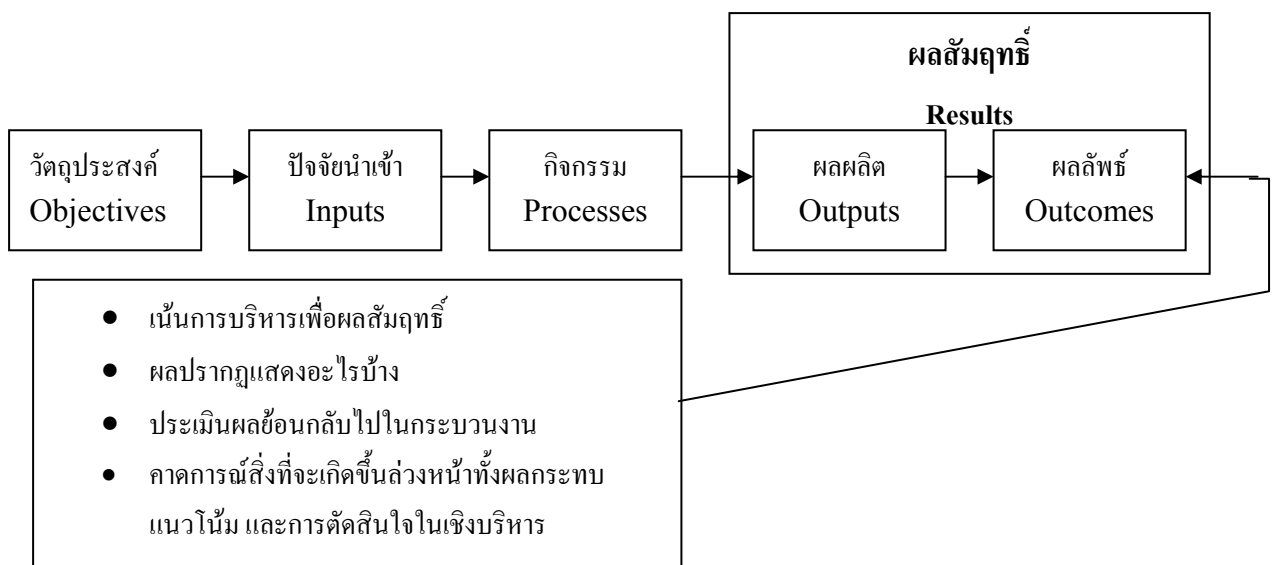 ผลสัมฤทธิ์
Results
วัตถุประสงค์
Objectives
ปัจจัยนำเข้า
Inputs
กิจกรรม
Processes
ผลผลิต
Outputs
ผลลัพธ์
Outcomes
● เน้นการบริหารเพื่อผลสัมฤทธิ์
● ผลปรากฏแสดงอะไรบ้าง
● ประเมินผลย้อนกลับไปในกระบวนงาน
● คาดการณ์สิ่งที่จะเกิดขึ้นล่วงหน้าทั้งผลกระทบ
แนวโน้ม และการตัดสินใจในเชิงบริหาร